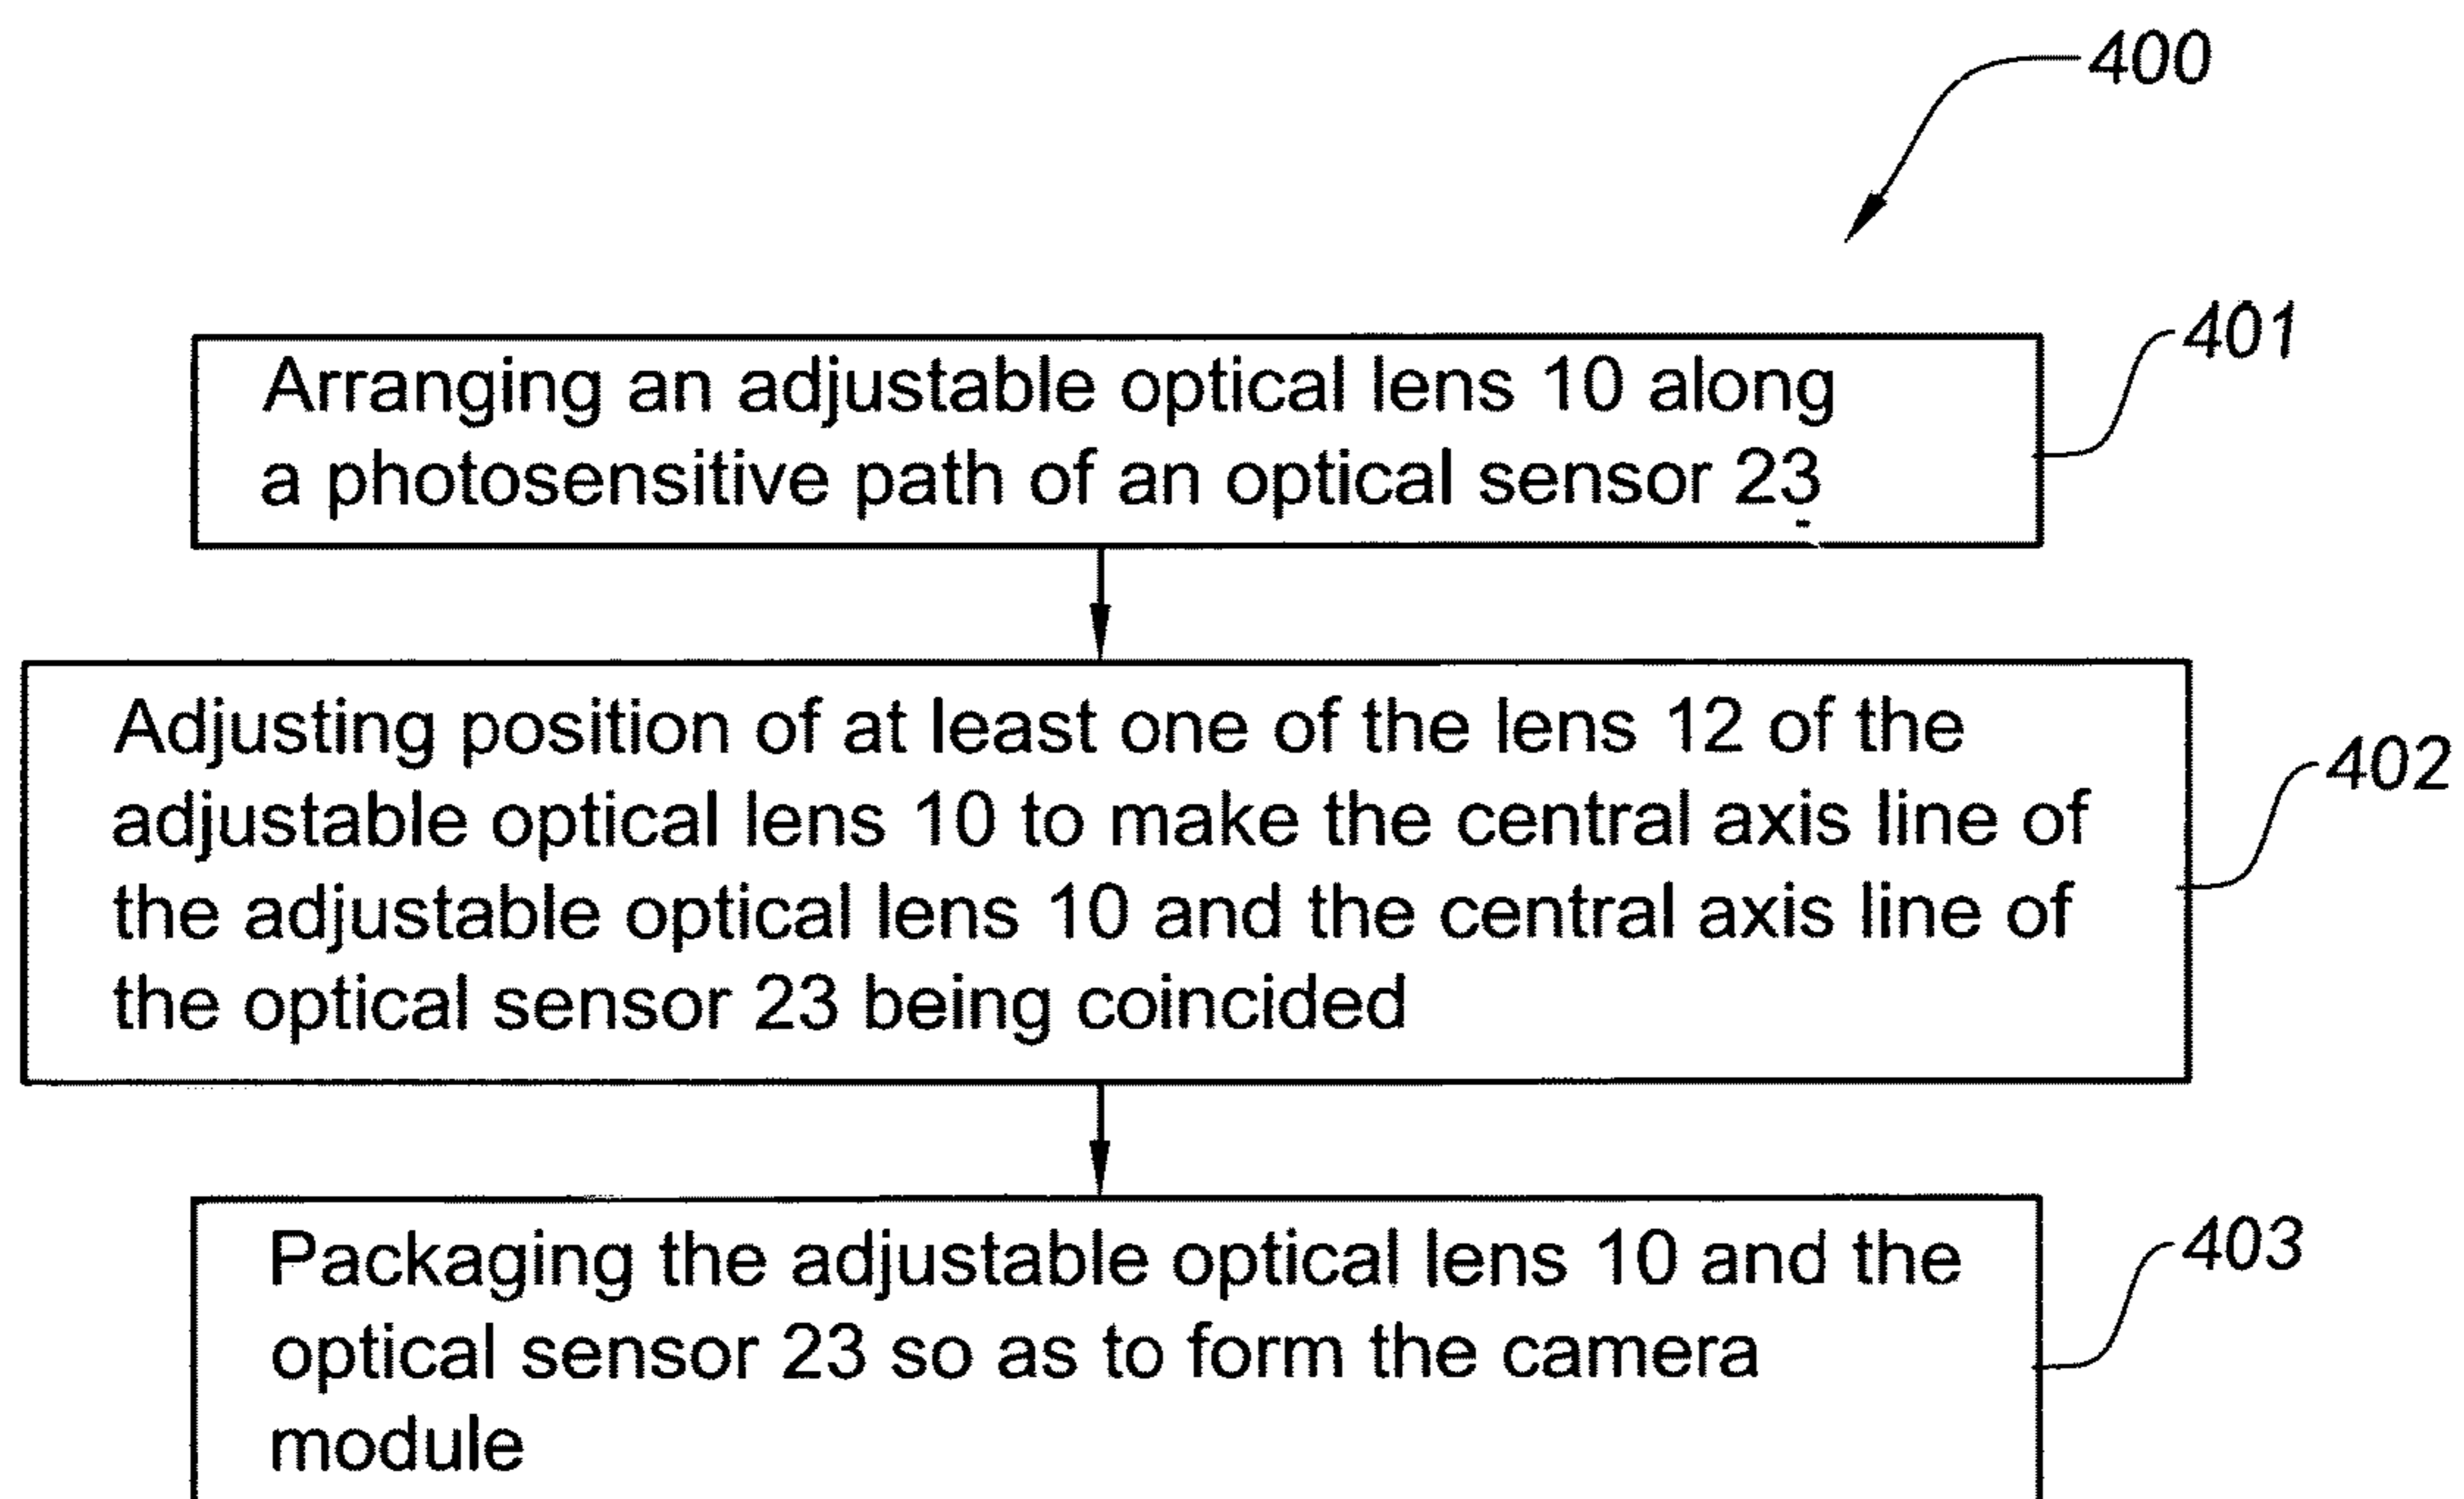 400
401
Arranging an adjustable optical lens 10 along
a photosensitive path of an optical sensor 23
Adjusting position of at least one of the lens 12 of the
402
adjustable optical lens 10 to make the central axis line of
the adjustable optical lens 10 and the central axis line of
the optical sensor 23 being coincided
403
Packaging the adjustable optical lens 10 and the
optical sensor 23 so as to form the camera
module